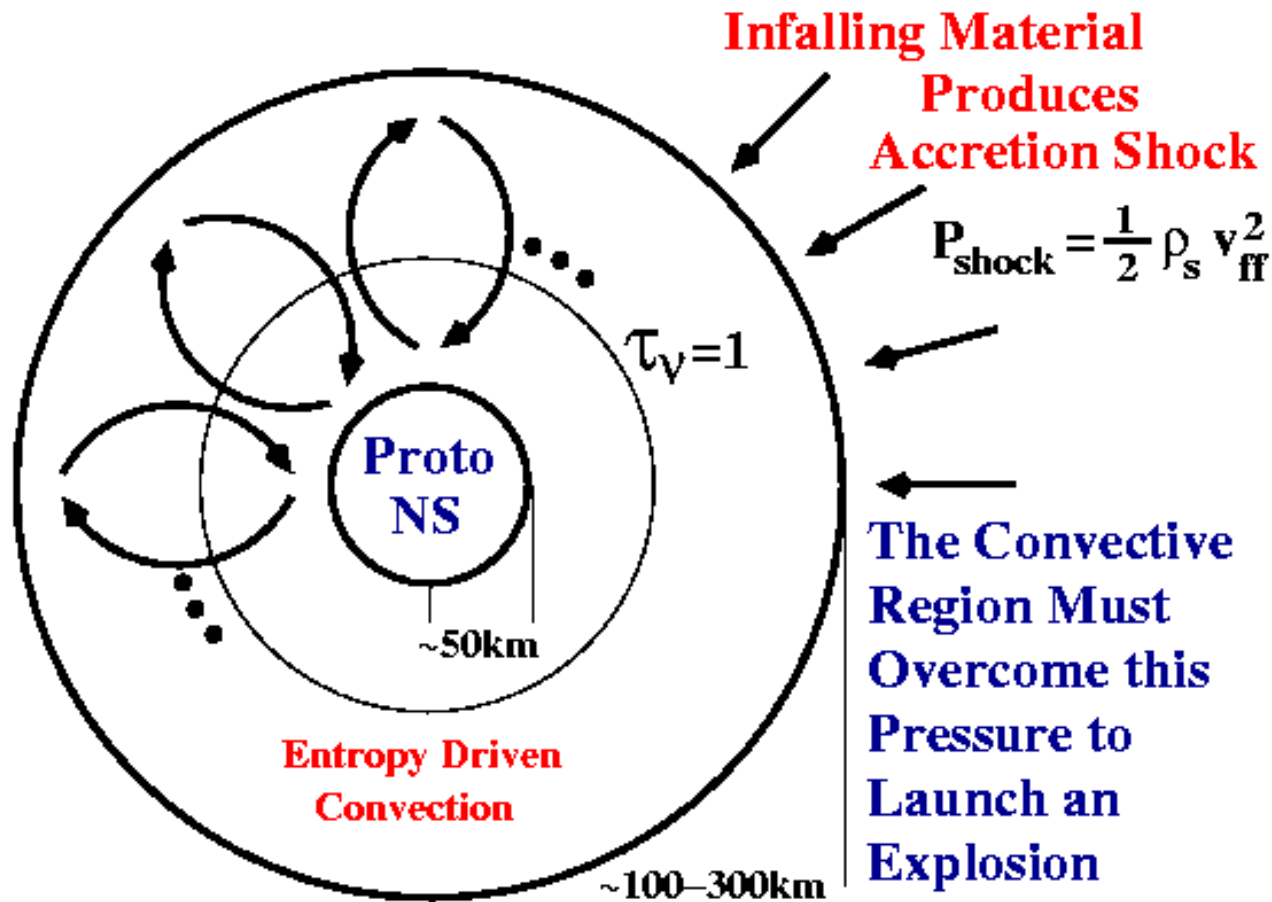 Infalling Material
Produces
Accretion Shock
P_shock = 1/2 ρ_s v_ff^2
τ_ν=1
Proto
NS
~50km
Entropy Driven
Convection
~100–300km
The Convective
Region Must
Overcome this
Pressure to
Launch an
Explosion